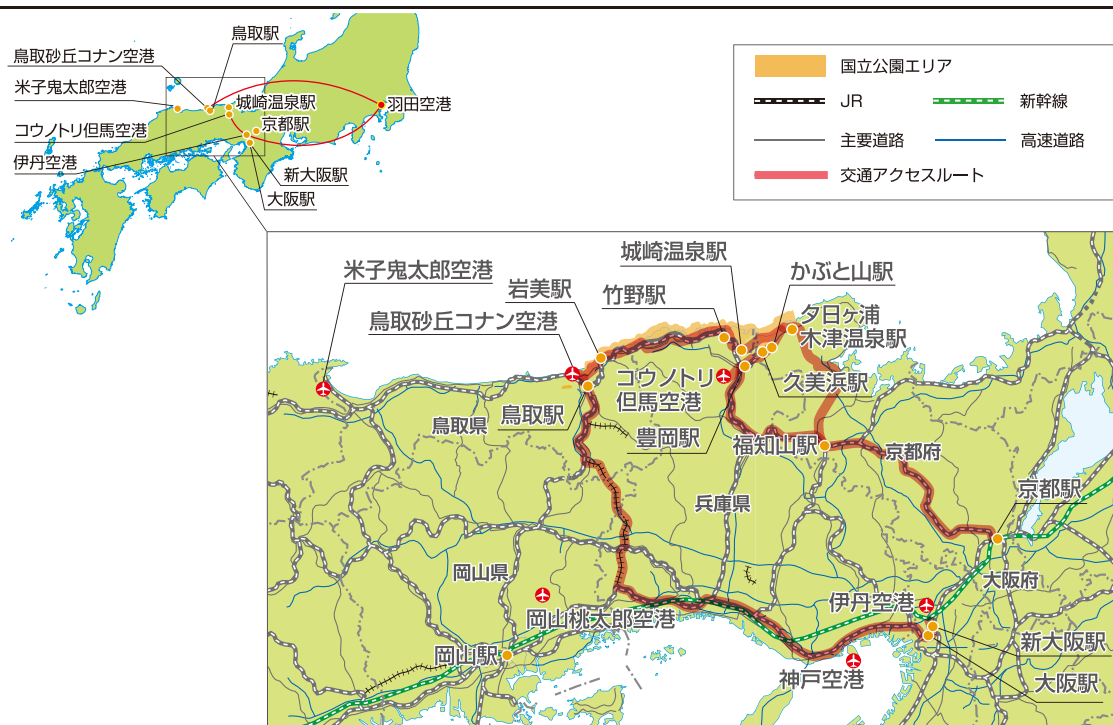 鳥取駅
鳥取砂丘コナン空港
米子鬼太郎空港
城崎温泉駅
羽田空港
コウノトリ但馬空港
京都駅
伊丹空港
新大阪駅
大阪駅
国立公園エリア
JR
新幹線
主要道路
高速道路
交通アクセスルート
城崎温泉駅
米子鬼太郎空港
かぶと山駅
岩美駅
竹野駅
鳥取砂丘コナン空港
夕日ヶ浦
木津温泉駅
コウノトリ
但馬空港
久美浜駅
鳥取県
鳥取駅
豊岡駅
福知山駅
京都府
京都駅
兵庫県
岡山県
大阪府
伊丹空港
岡山桃太郎空港
新大阪駅
岡山駅
神戸空港
大阪駅